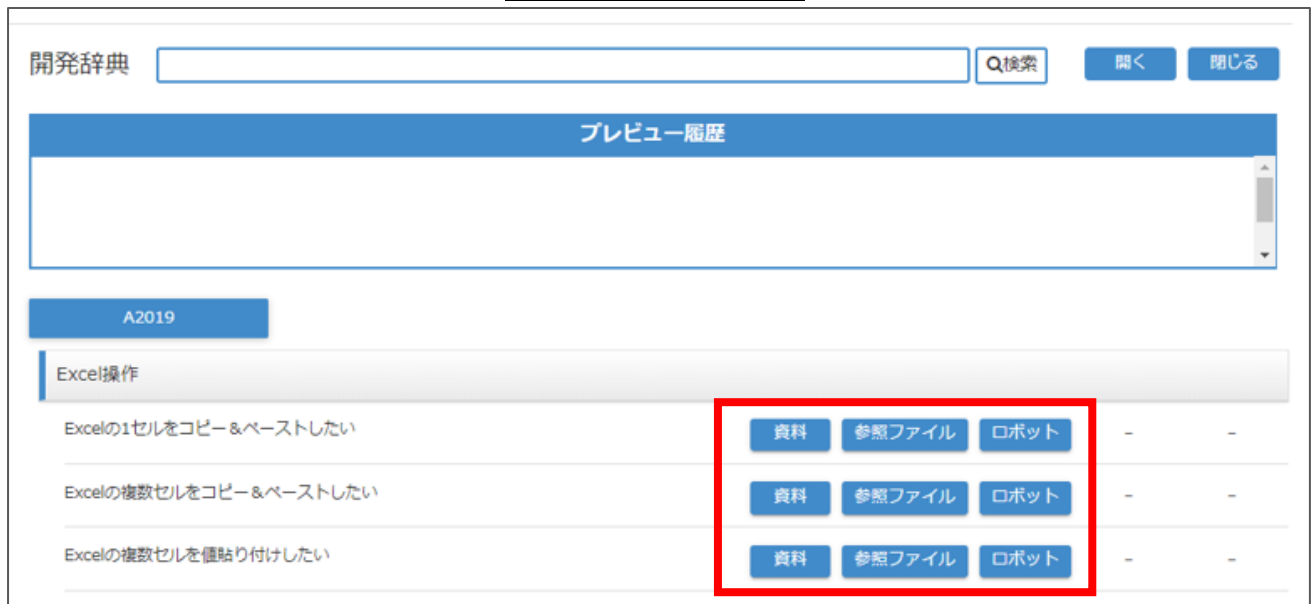 開発辞典 検索 開く 閉じる
プレビュー履歴
A2019
Excel操作
Excelの1セルをコピー＆ペーストしたい 資料 参照ファイル ロボット - -
Excelの複数セルをコピー＆ペーストしたい 資料 参照ファイル ロボット - -
Excelの複数セルを値貼り付けしたい 資料 参照ファイル ロボット - -